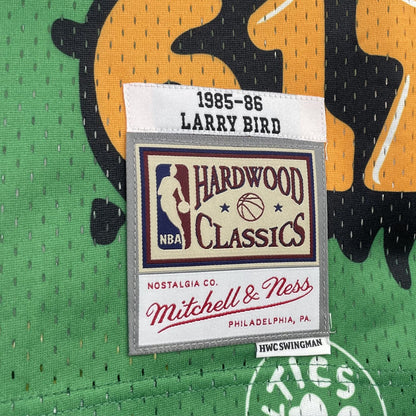 1985-86
LARRY BIRD
NBA
HARDWOOD
CLASSICS
NOSTALGIA CO.
Mitchell & Ness
PHILADELPHIA, PA.
HWC SWINGMAN